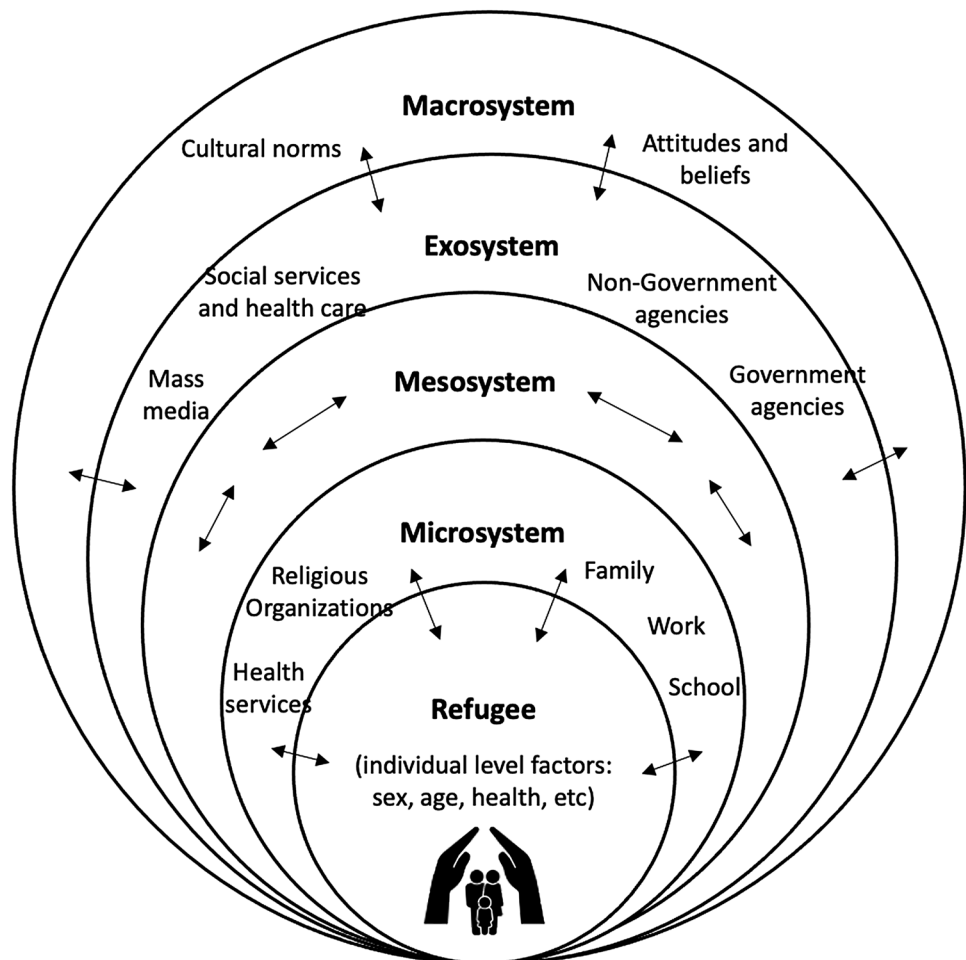 Macrosystem
Cultural norms
Attitudes and
beliefs
Exosystem
Social services
and health care
Non-Government
agencies
Mass
media
Government
agencies
Mesosystem
Microsystem
Religious
Organizations
Family
Work
Health
services
School
Refugee
(individual level factors:
sex, age, health, etc)